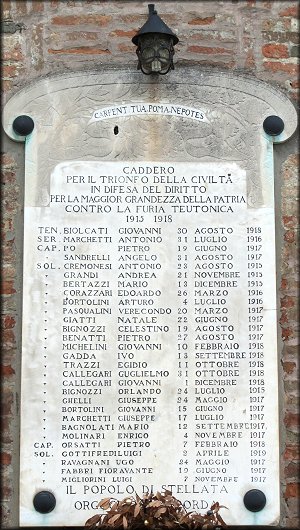 CARPENT TUA POMA NEPOTES
CADDERO
PER IL TRIONFO DELLA CIVILTÀ
IN DIFESA DEL DIRITTO
PER LA MAGGIOR GRANDEZZA DELLA PATRIA
CONTRO LA FURIA TEUTONICA
1915 1918
TEN. BIOLCATI GIOVANNI 30 AGOSTO 1918
SER. MARCHETTI ANTONIO 31 LUGLIO 1916
CAP. PO PIETRO 19 GIUGNO 1917
" SANDRELLI ANGELO 31 AGOSTO 1917
SOL. CREMONESI ANTONIO 23 AGOSTO 1915
" GRANDI ANDREA 21 NOVEMBRE 1915
" BERTAZZI MARIO 13 DICEMBRE 1915
" CORAZZARI EDOARDO 26 MARZO 1916
" BORTOLINI ARTURO 4 LUGLIO 1916
" PASQUALINI VERECONDO 20 MARZO 1917
" GIATTI NATALE 22 GIUGNO 1917
" BIGNOZZI CELESTINO 19 AGOSTO 1917
" BENATTI PIETRO 27 AGOSTO 1917
" MICHELINI GIOVANNI 10 FEBBRAIO 1918
" GADDA IVO 13 SETTEMBRE 1918
" TRAZZI EGIDIO 11 OTTOBRE 1918
" CALLEGARI GUGLIELMO 31 OTTOBRE 1918
" CALLEGARI GIOVANNI 1 DICEMBRE 1918
" BIGNOZZI ORLANDO 24 LUGLIO 1915
" GUELLI GIUSEPPE 24 MAGGIO 1917
" BORTOLINI GIOVANNI 15 GIUGNO 1917
" MARCHETTI GIUSEPPE 17 LUGLIO 1917
" BAGNOLATI MARIO 12 SETTEMBRE 1917
" MOLINARI ENRICO 4 NOVEMBRE 1917
CAP. ORSATTI PIETRO 7 FEBBRAIO 1918
SOL. GOTTIFREDI LUIGI 2 APRILE 1919
" RAVAGNANI UGO 24 MAGGIO 1917
" FABBRI FIORAVANTE 19 GIUGNO 1917
" MIGLIORINI LUIGI 7 NOVEMBRE 1917
IL POPOLO DI STELLATA